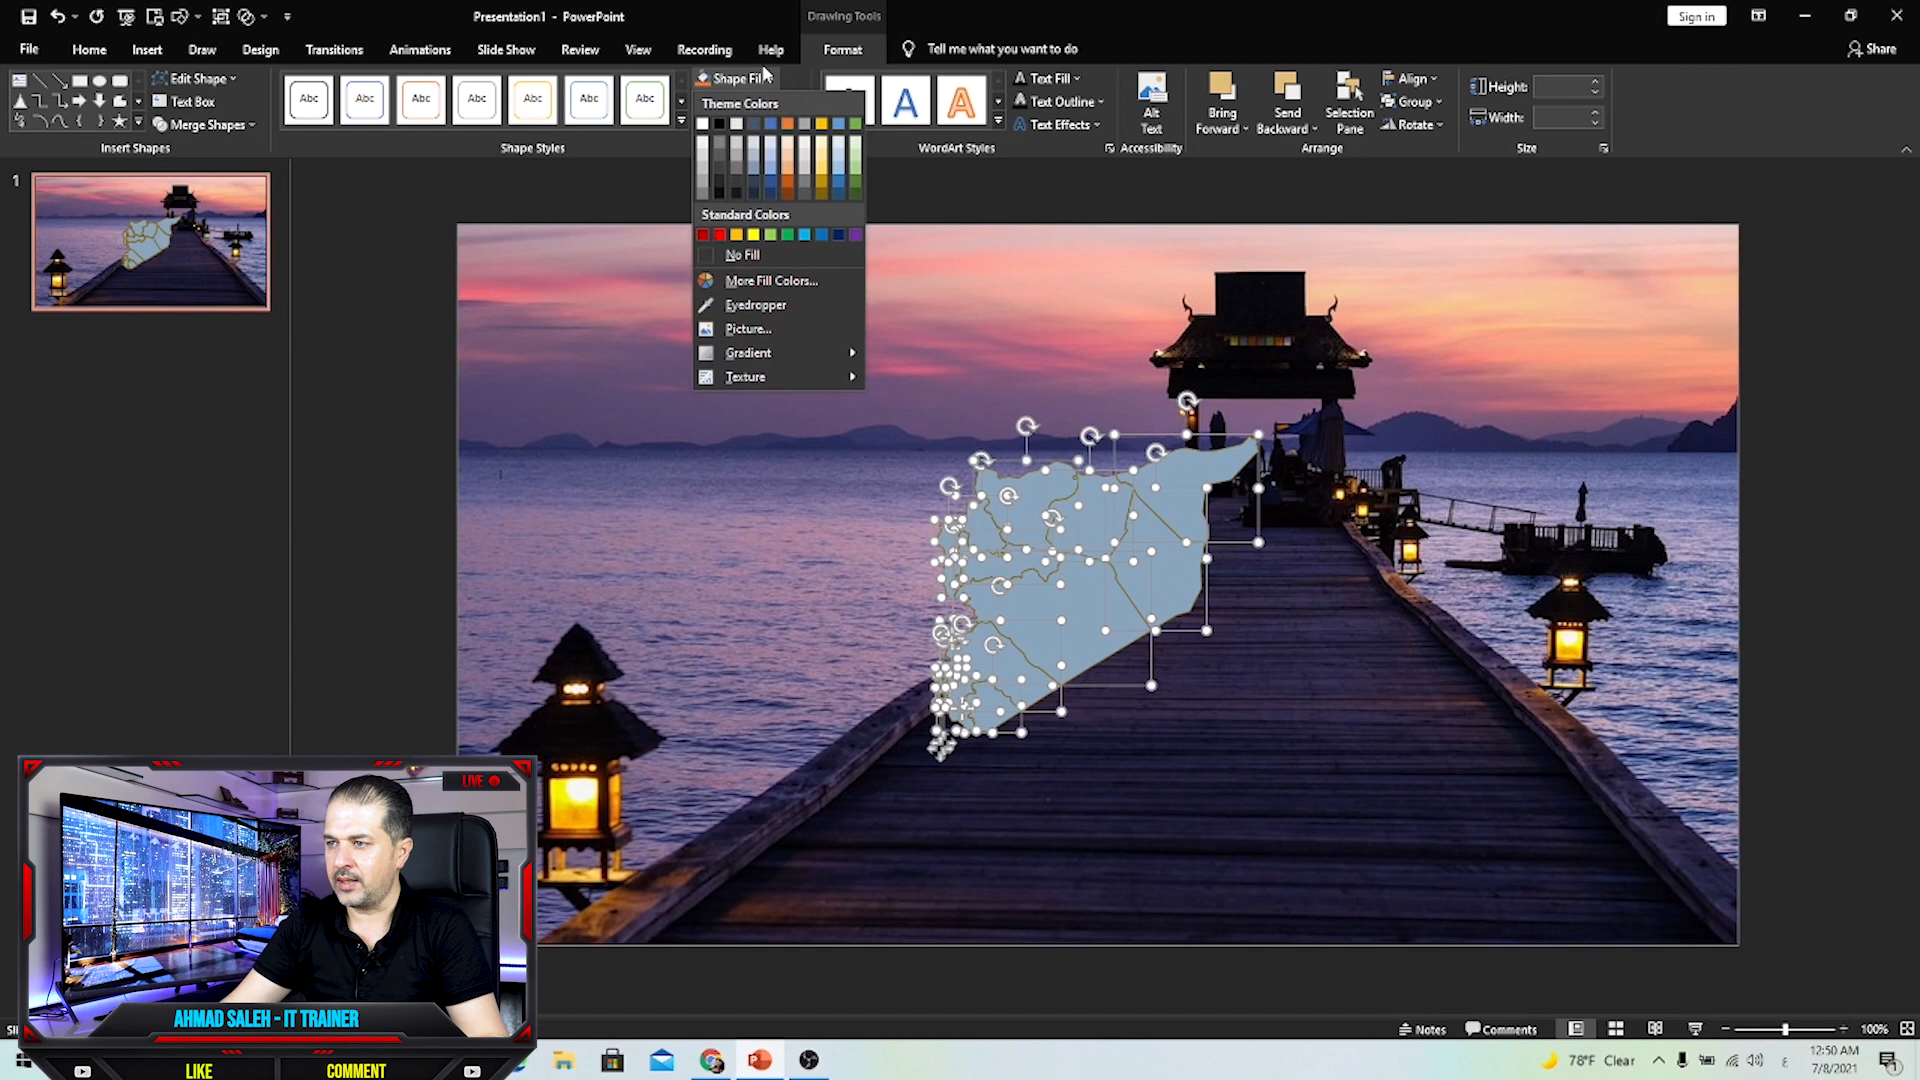 Presentation1 - PowerPoint
Drawing Tools
Sign in
File
Home
Insert
Draw
Design
Transitions
Animations
Slide Show
Review
View
Recording
Help
Format
Tell me what you want to do
Share
Edit Shape
Text Box
Merge Shapes
Insert Shapes
Abc
Abc
Abc
Abc
Abc
Abc
Abc
Shape Styles
Shape Fill
Theme Colors
Standard Colors
No Fill
More Fill Colors...
Eyedropper
Picture...
Gradient
Texture
A
A
Text Fill
Text Outline
Text Effects
WordArt Styles
Alt
Text
Accessibility
Bring
Forward
Send
Backward
Selection
Pane
Align
Group
Rotate
Arrange
Height:
Width:
Size
1
LIVE
AHMAD SALEH - IT TRAINER
LIKE
COMMENT
Notes
Comments
100%
78°F Clear
ع
12:50 AM
7/8/2021
1